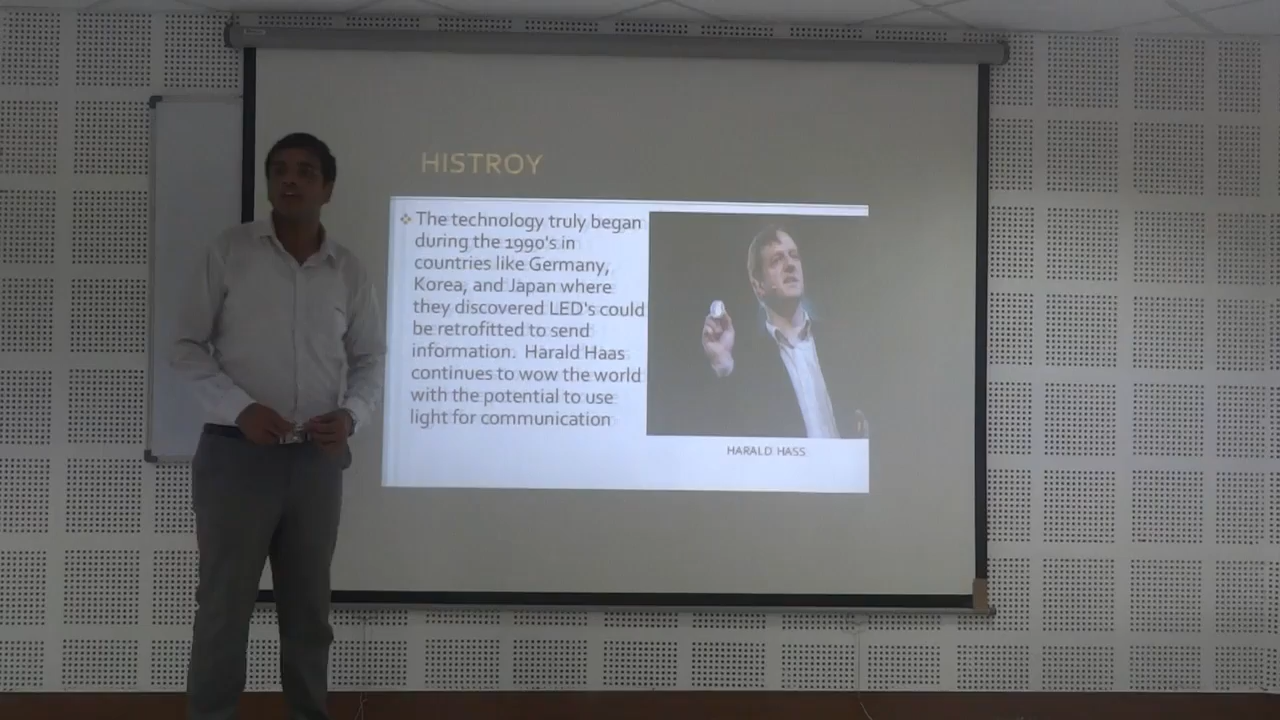 HISTROY
The technology truly began
during the 1990's in
countries like Germany,
Korea, and Japan where
they discovered LED's could
be retrofitted to send
information. Harald Haas
continues to wow the world
with the potential to use
light for communication
HARALD HASS